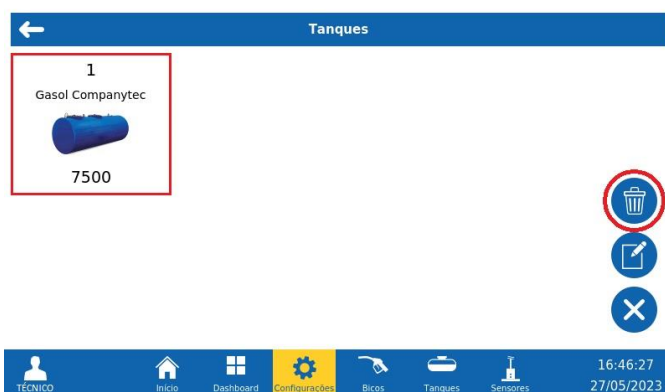 Tanques
1
Gasol Companytec
7500
TÉCNICO
Início
Dashboard
Configurações
Bicos
Tanques
Sensores
16:46:27
27/05/2023